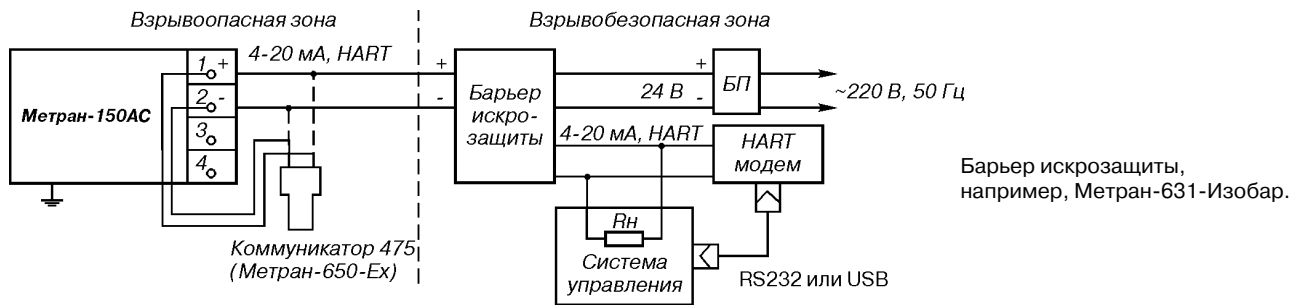 Взрывоопасная зона
Взрывобезопасная зона
4-20 мА, HART
Метран-150АС
1 +
2 -
3
4
+
-
Барьер
искро-
защиты
+
24 В -
БП
~220 В, 50 Гц
4-20 мА, HART
HART
модем
Барьер искрозащиты,
например, Метран-631-Изобар.
Rн
Система
управления
Коммуникатор 475
(Метран-650-Ех)
RS232 или USB